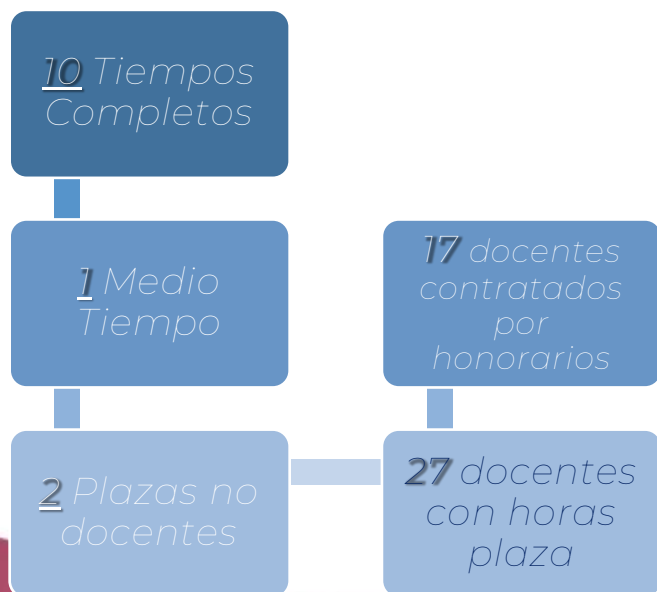 10 Tiempos
Completos
1 Medio
Tiempo
2 Plazas no
docentes
27 docentes
con horas
plaza
17 docentes
contratados
por
honorarios